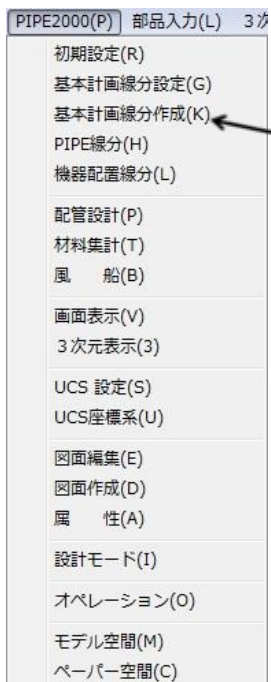 PIPE2000(P) 部品入力(L) 3次
初期設定(R)
基本計画線分設定(G)
基本計画線分作成(K)
PIPE線分(H)
機器配置線分(L)
配管設計(P)
材料集計(T)
風　船(B)
画面表示(V)
３次元表示(3)
UCS 設定(S)
UCS座標系(U)
図面編集(E)
図面作成(D)
属　性(A)
設計モード(I)
オペレーション(O)
モデル空間(M)
ペーパー空間(C)